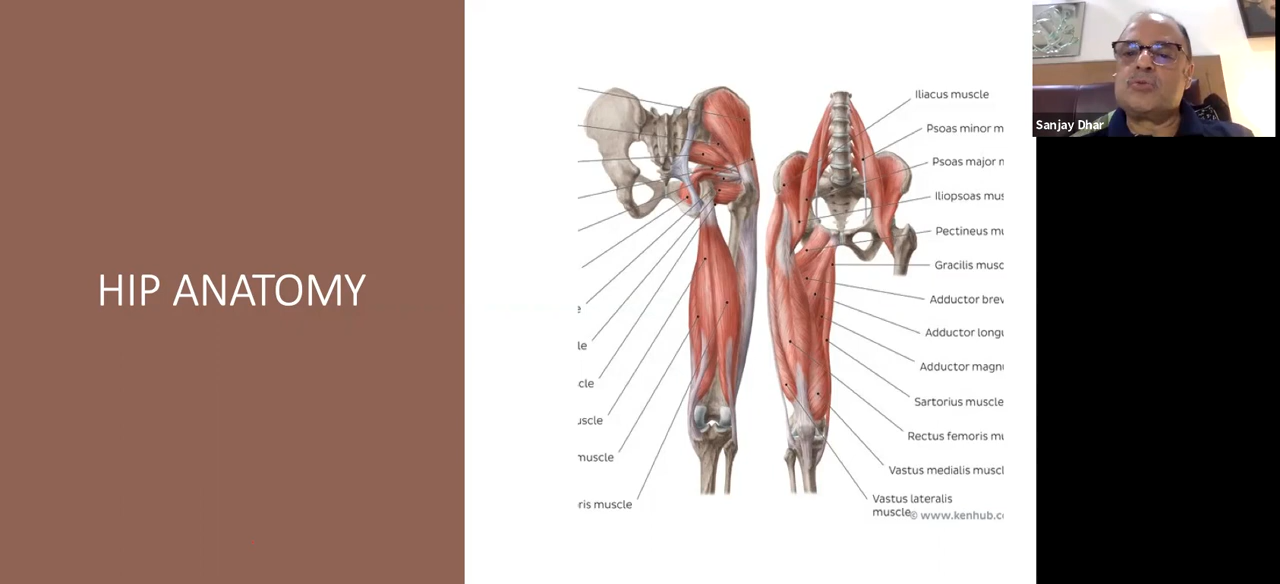 HIP ANATOMY
le
cle
uscle
muscle
ris muscle
Iliacus muscle
Psoas minor m
Psoas major m
Iliopsoas mus
Pectineus mu
Gracilis musc
Adductor brev
Adductor longu
Adductor magn
Sartorius muscle
Rectus femoris mu
Vastus medialis muscl
Vastus lateralis
muscle
© www.kenhub.c
Sanjay Dhar